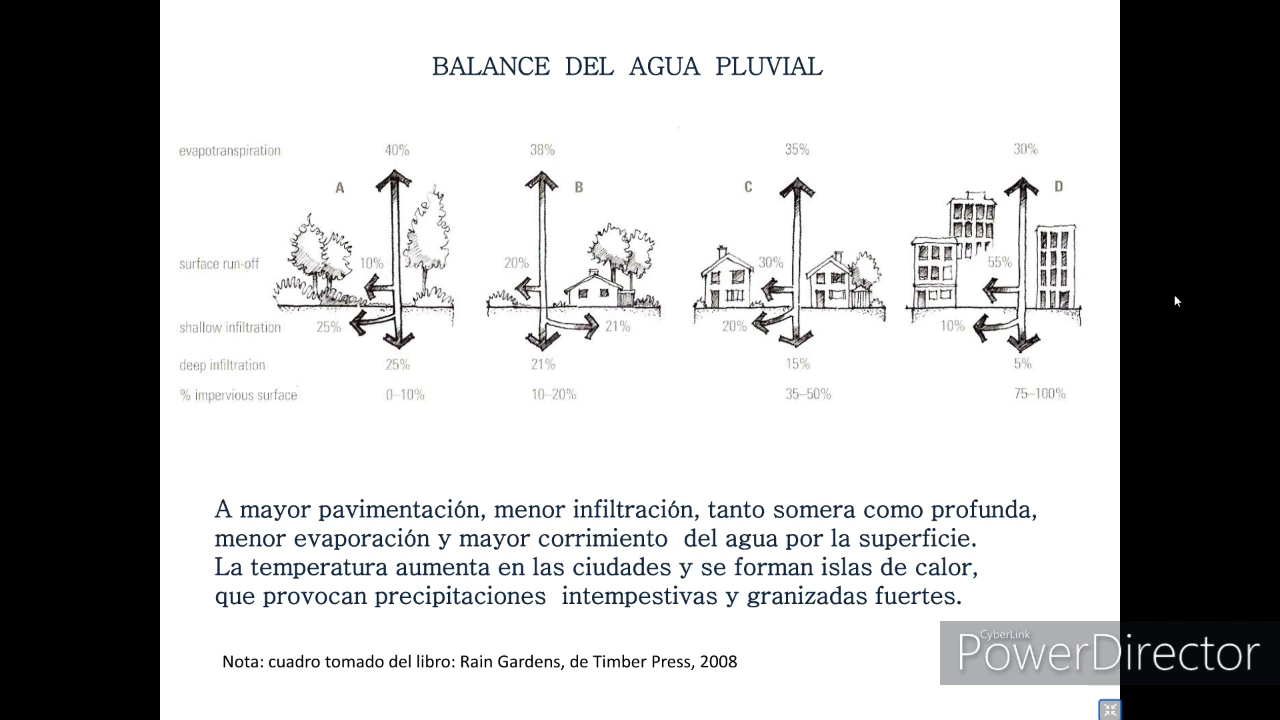 BALANCE DEL AGUA PLUVIAL
evapotranspiration 40% 38% 35% 30%
A B C D
surface run-off 10% 20% 30% 55%
shallow infiltration 25% 21% 20% 10%
deep infiltration 25% 21% 15% 5%
% impervious surface 0–10% 10–20% 35–50% 75–100%
A mayor pavimentación, menor infiltración, tanto somera como profunda,
menor evaporación y mayor corrimiento del agua por la superficie.
La temperatura aumenta en las ciudades y se forman islas de calor,
que provocan precipitaciones intempestivas y granizadas fuertes.
Nota: cuadro tomado del libro: Rain Gardens, de Timber Press, 2008
CyberLink
PowerDirector